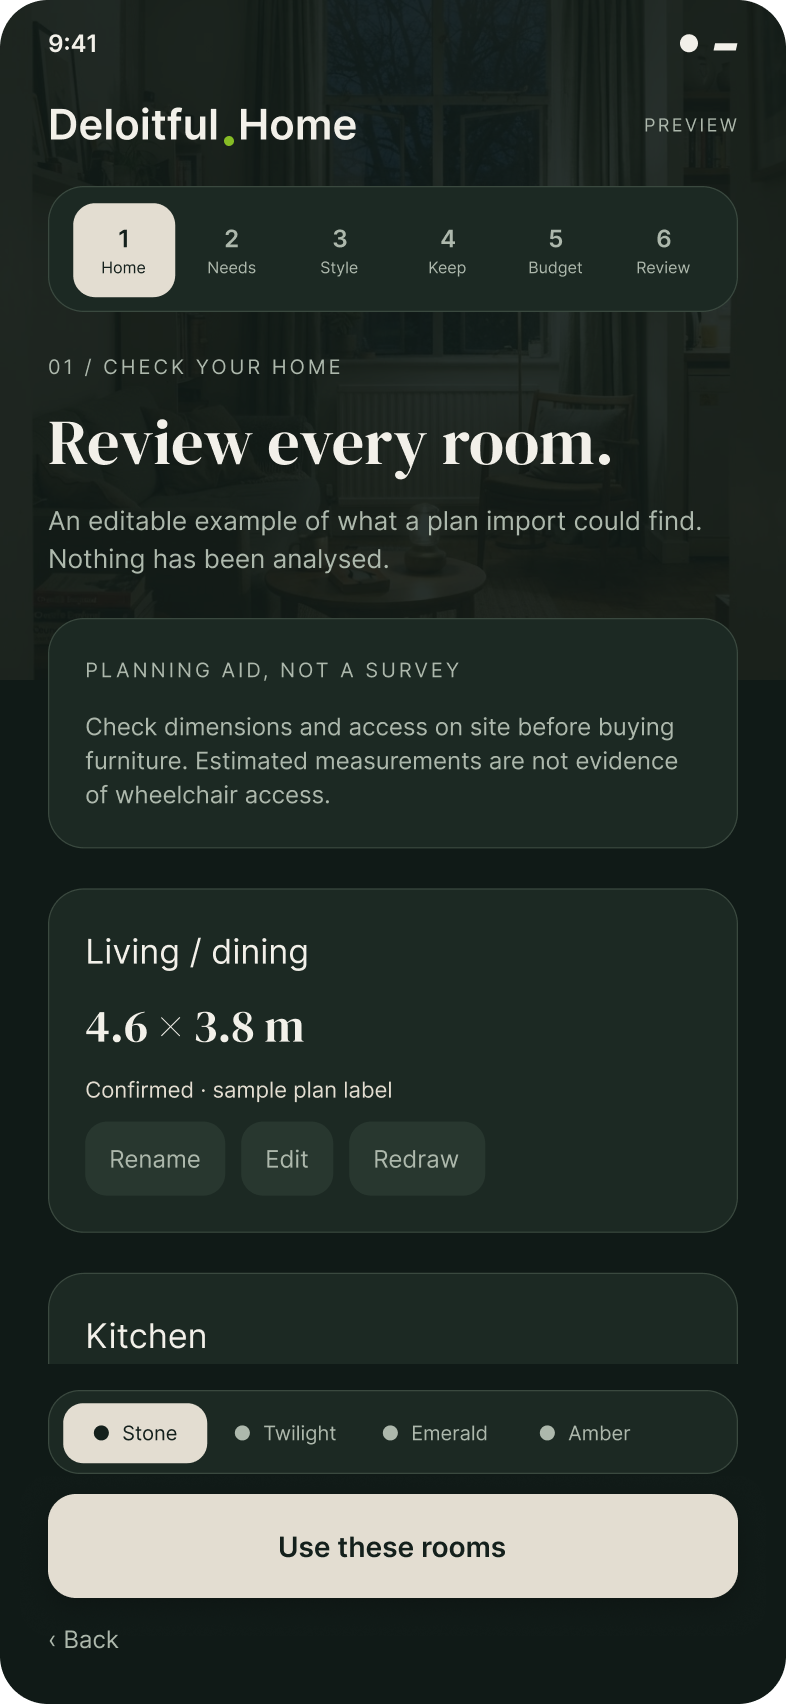 9:41
Deloitful.Home
PREVIEW
1 2 3 4 5 6
Home Needs Style Keep Budget Review
01 / CHECK YOUR HOME
Review every room.
An editable example of what a plan import could find.
Nothing has been analysed.
PLANNING AID, NOT A SURVEY
Check dimensions and access on site before buying
furniture. Estimated measurements are not evidence
of wheelchair access.
Living / dining
4.6 × 3.8 m
Confirmed · sample plan label
Rename Edit Redraw
Kitchen
Stone Twilight Emerald Amber
Use these rooms
‹ Back